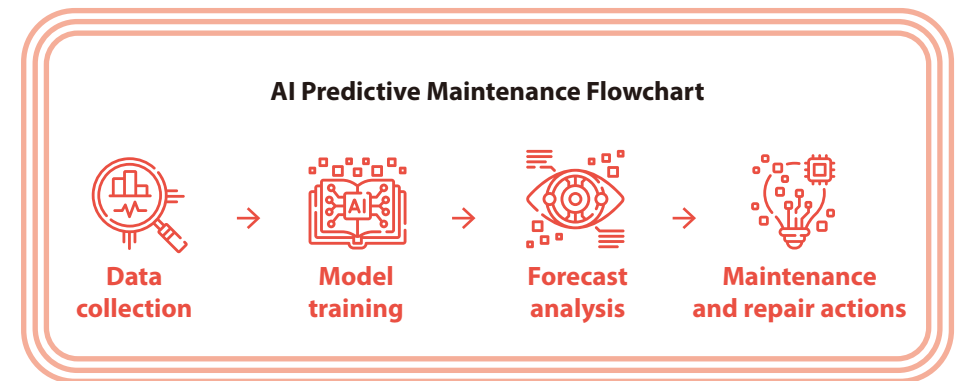 AI Predictive Maintenance Flowchart
AI
Data
collection
Model
training
Forecast
analysis
Maintenance
and repair actions